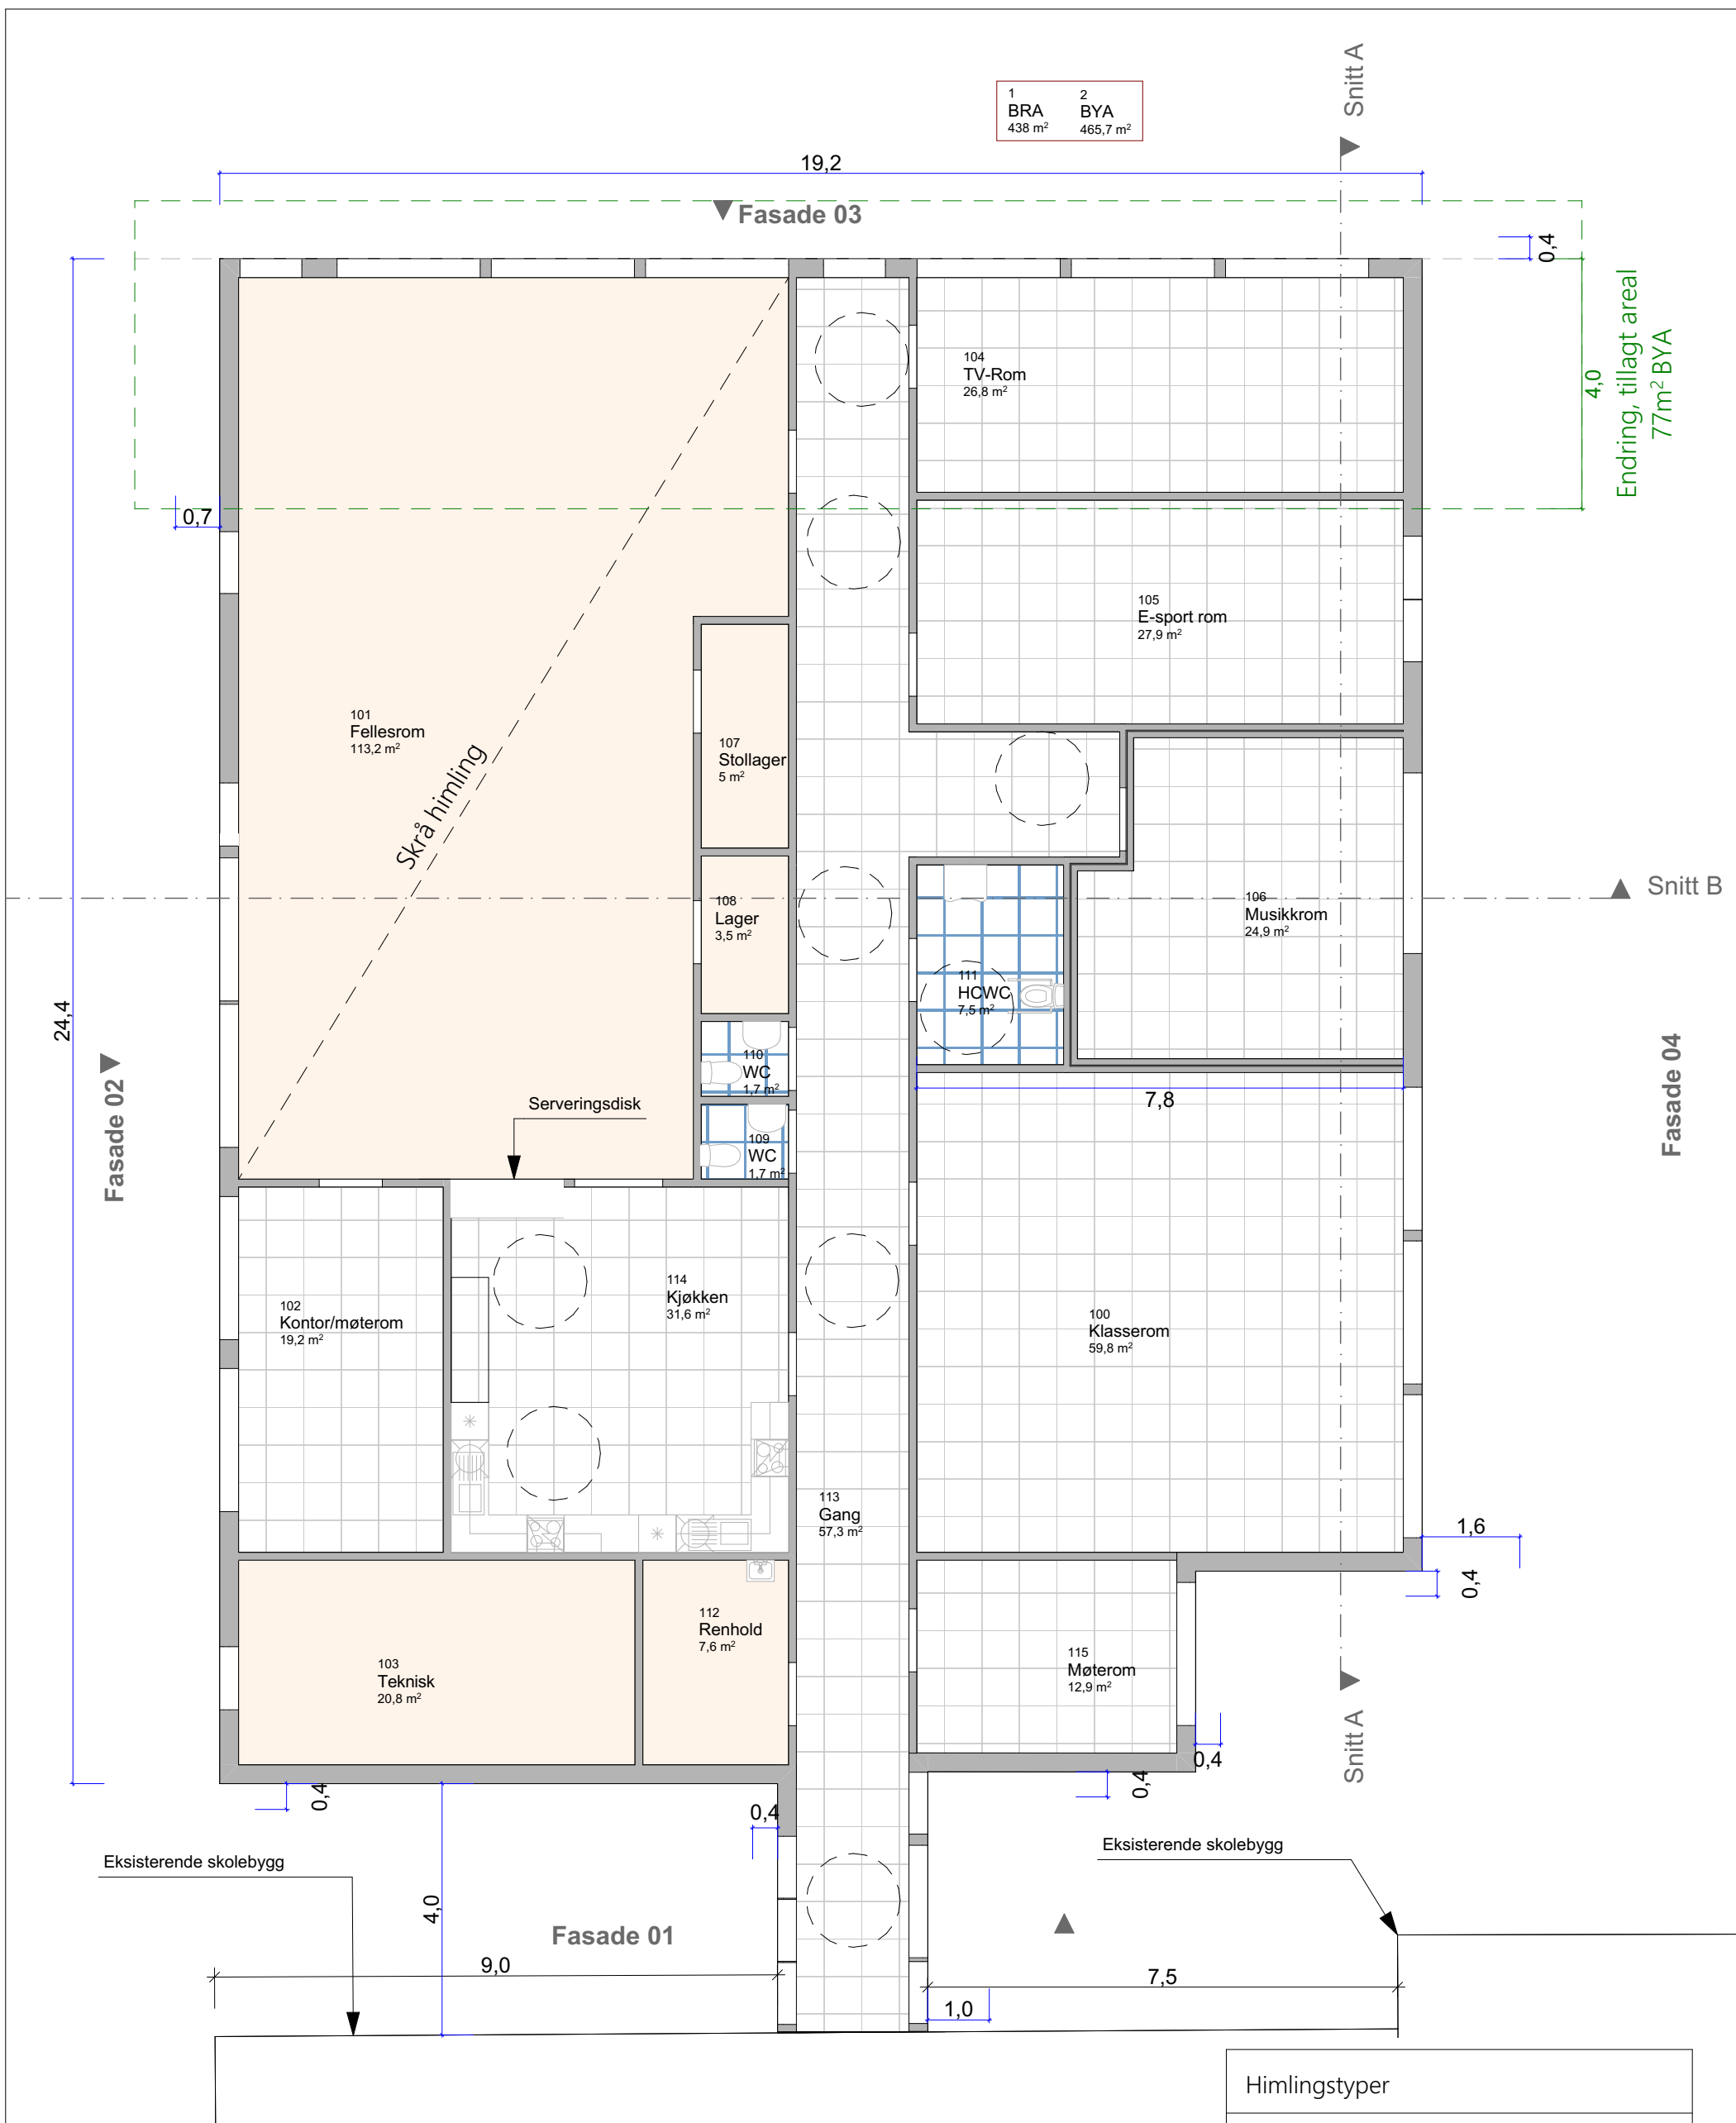 Snitt A
1
BRA
438 m²
2
BYA
465,7 m²
19,2
Fasade 03
0,4
4,0
Endring, tillagt areal
77m² BYA
104
TV-Rom
26,8 m²
0,7
105
E-sport rom
27,9 m²
101
Fellesrom
113,2 m²
Skrå himling
107
Stollager
5 m²
108
Lager
3,5 m²
106
Musikkrom
24,9 m²
Snitt B
111
HCWC
7,5 m²
24,4
Fasade 02
Fasade 04
110
WC
1,7 m²
7,8
Serveringsdisk
109
WC
1,7 m²
114
Kjøkken
31,6 m²
102
Kontor/møterom
19,2 m²
100
Klasserom
59,8 m²
113
Gang
57,3 m²
1,6
0,4
112
Renhold
7,6 m²
103
Teknisk
20,8 m²
115
Møterom
12,9 m²
Snitt A
0,4
0,4
0,4
0,4
Eksisterende skolebygg
Eksisterende skolebygg
4,0
Fasade 01
9,0
7,5
1,0
Himlingstyper